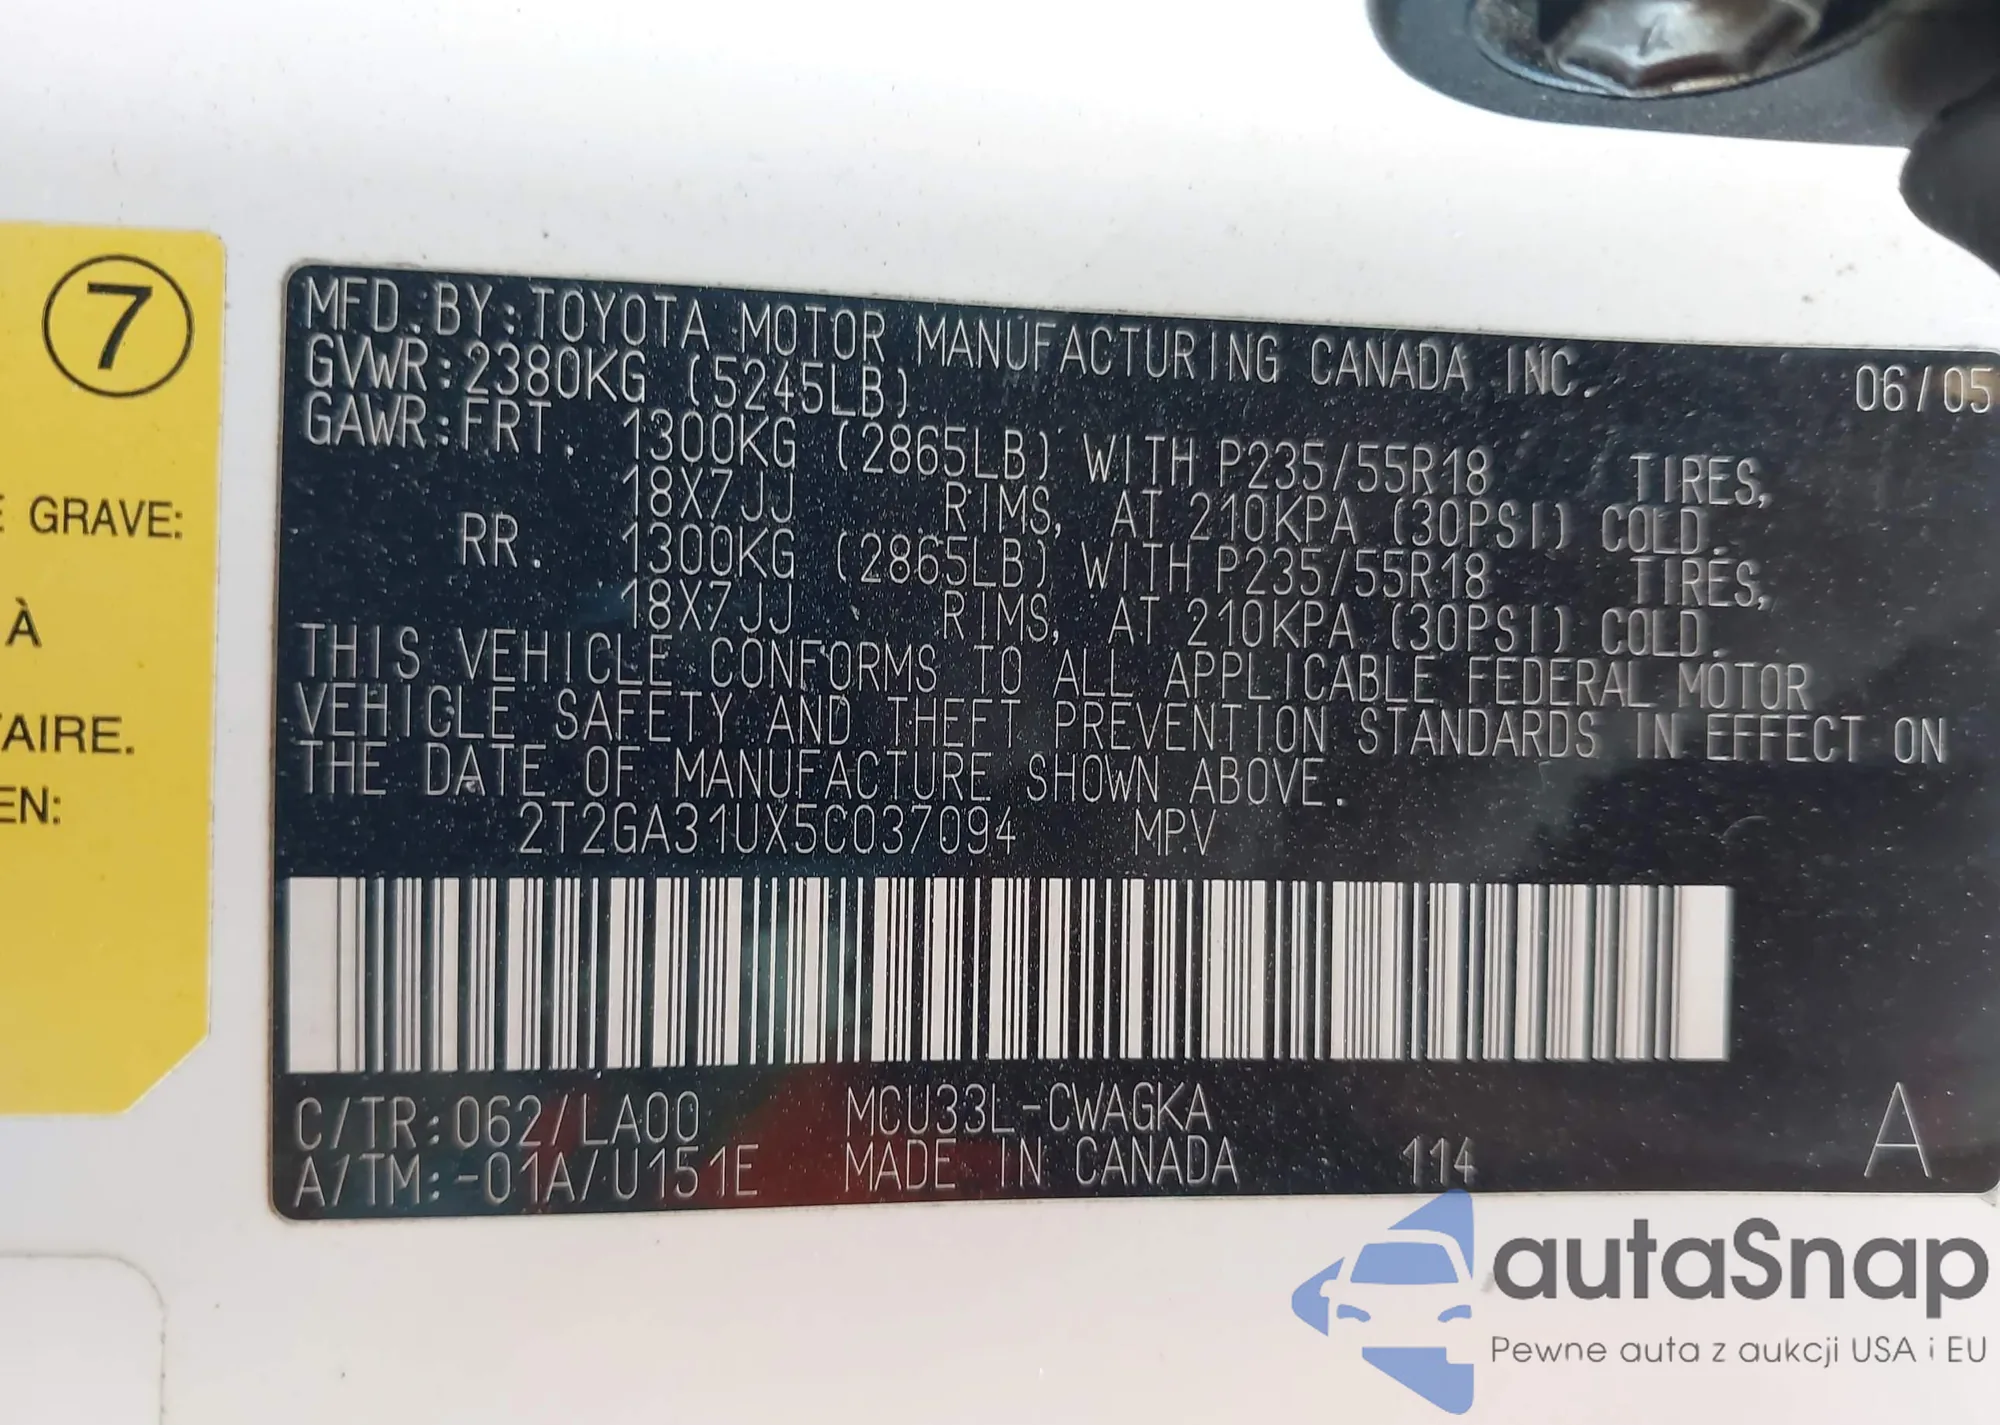 7
E GRAVE:
À
TAIRE.
EN:
MFD.BY:TOYOTA MOTOR MANUFACTURING CANADA INC. 06/05
GVWR:2380KG (5245LB)
GAWR:FRT. 1300KG (2865LB) WITH P235/55R18 TIRES,
18X7JJ RIMS, AT 210KPA (30PSI) COLD.
RR. 1300KG (2865LB) WITH P235/55R18 TIRES,
18X7JJ RIMS, AT 210KPA (30PSI) COLD.
THIS VEHICLE CONFORMS TO ALL APPLICABLE FEDERAL MOTOR
VEHICLE SAFETY AND THEFT PREVENTION STANDARDS IN EFFECT ON
THE DATE OF MANUFACTURE SHOWN ABOVE.
2T2GA31UX5C037094 MPV
C/TR:062/LA00 MCU33L-CWAGKA
A/TM:-01A/U151E MADE IN CANADA 114 A
autaSnap
Pewne auta z aukcji USA i EU